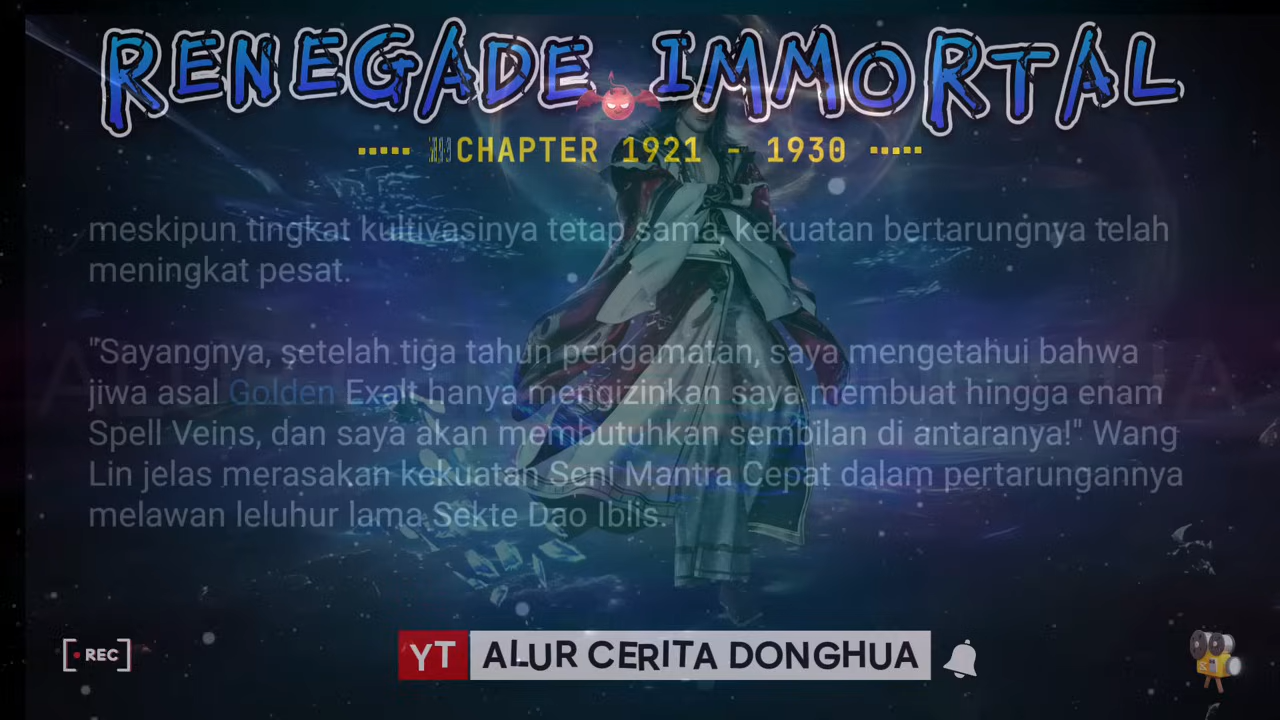 RENEGADE IMMORTAL
CHAPTER 1921 - 1930
meskipun tingkat kultivasinya tetap sama, kekuatan bertarungnya telah
meningkat pesat.
"Sayangnya, setelah tiga tahun pengamatan, saya mengetahui bahwa
jiwa asal Golden Exalt hanya mengizinkan saya membuat hingga enam
Spell Veins, dan saya akan membutuhkan sembilan di antaranya!" Wang
Lin jelas merasakan kekuatan Seni Mantra Cepat dalam pertarungannya
melawan leluhur lama Sekte Dao Iblis.
REC
YT ALUR CERITA DONGHUA